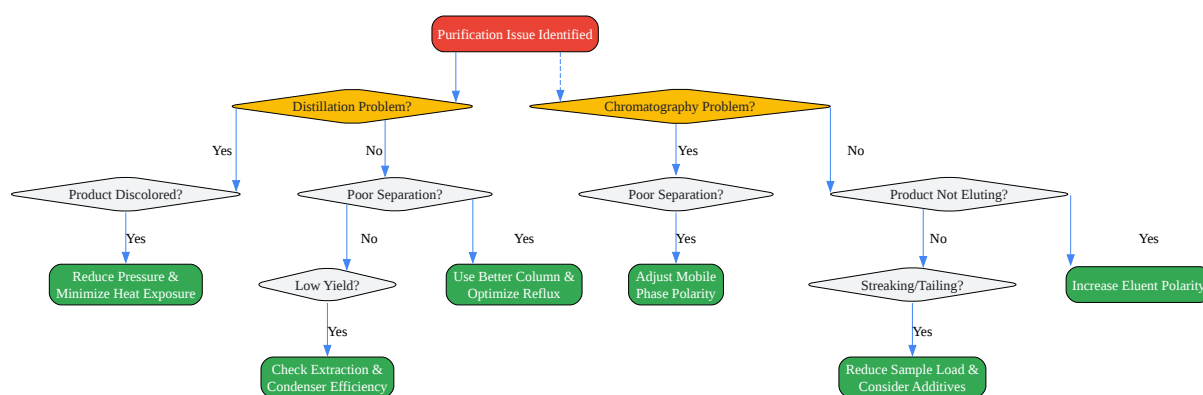 Purification Issue Identified
Distillation Problem?
Chromatography Problem?
Yes
No
Yes
No
Product Discolored?
Poor Separation?
Poor Separation?
Product Not Eluting?
Yes
No
Yes
Yes
No
Yes
Reduce Pressure &
Minimize Heat Exposure
Low Yield?
Use Better Column &
Optimize Reflux
Adjust Mobile
Phase Polarity
Streaking/Tailing?
Increase Eluent Polarity
Yes
Yes
Check Extraction &
Condenser Efficiency
Reduce Sample Load &
Consider Additives